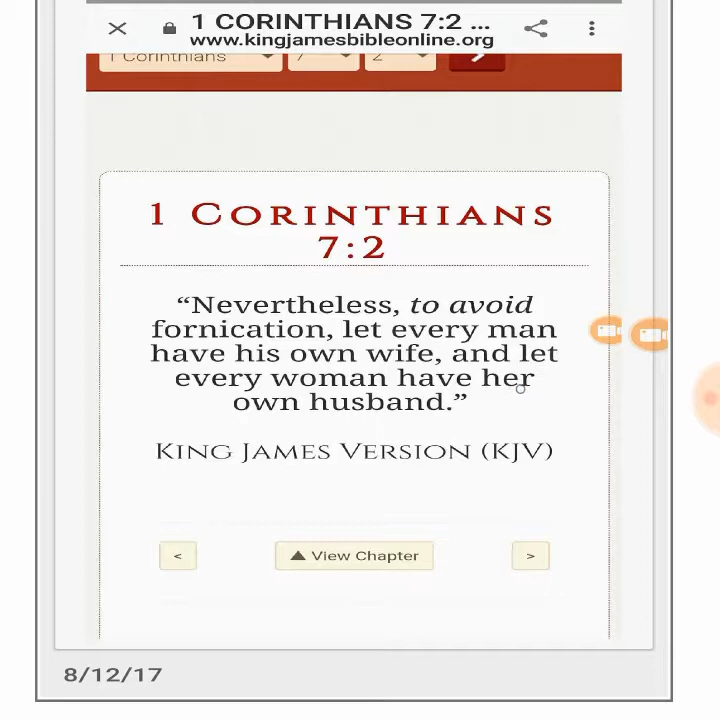 1 CORINTHIANS 7:2 ...
www.kingjamesbibleonline.org
1 Corinthians 7 2
1 CORINTHIANS
7:2
“Nevertheless, to avoid
fornication, let every man
have his own wife, and let
every woman have her
own husband.”
KING JAMES VERSION (KJV)
< ▲ View Chapter >
8/12/17